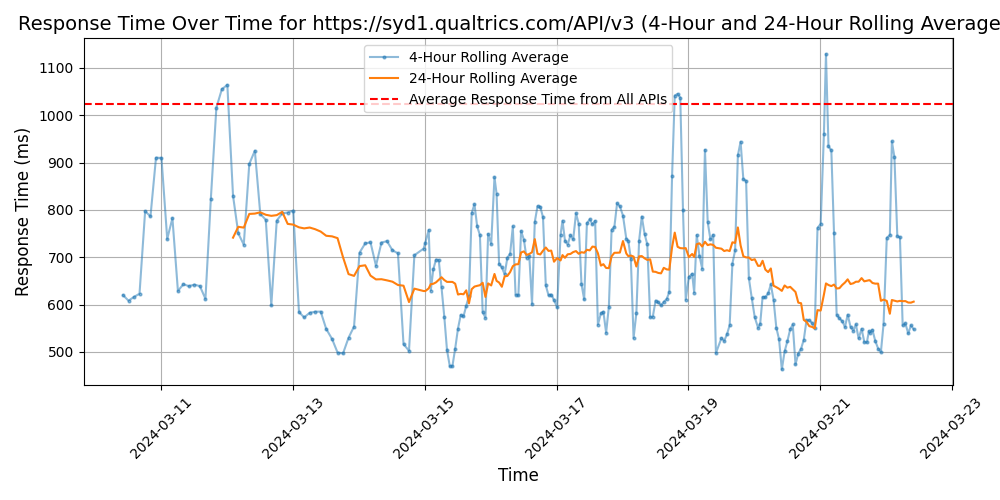 Response Time Over Time for https://syd1.qualtrics.com/API/v3 (4-Hour and 24-Hour Rolling Average
4-Hour Rolling Average
24-Hour Rolling Average
Average Response Time from All APIs
Response Time (ms)
1100
1000
900
800
700
600
500
2024-03-11
2024-03-13
2024-03-15
2024-03-17
2024-03-19
2024-03-21
2024-03-23
Time